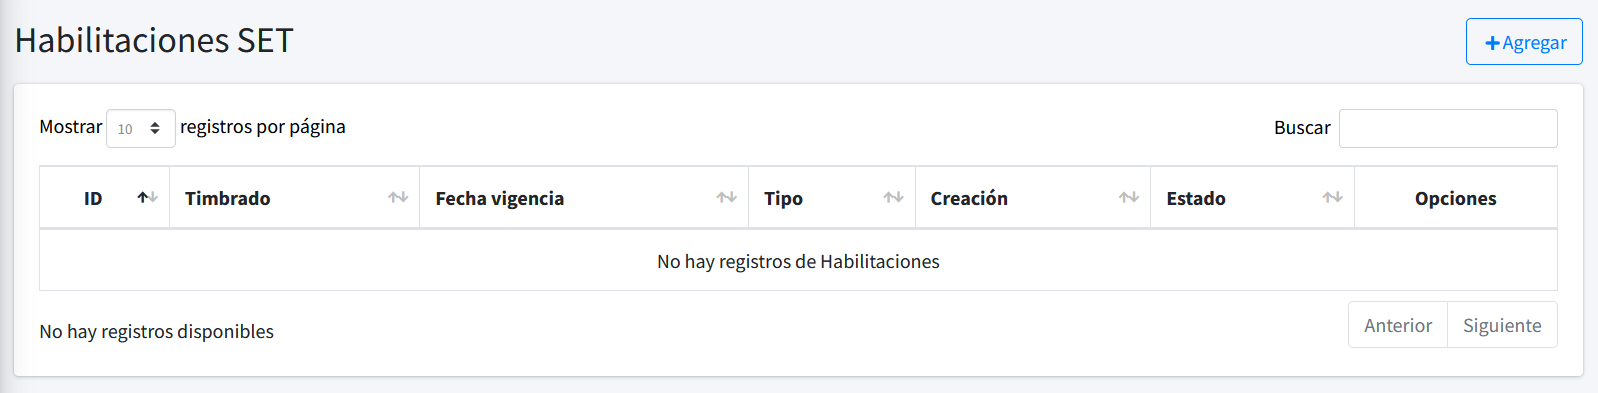 Habilitaciones SET
Agregar
Mostrar 10 registros por página
Buscar
ID Timbrado Fecha vigencia Tipo Creación Estado Opciones
No hay registros de Habilitaciones
No hay registros disponibles
Anterior Siguiente